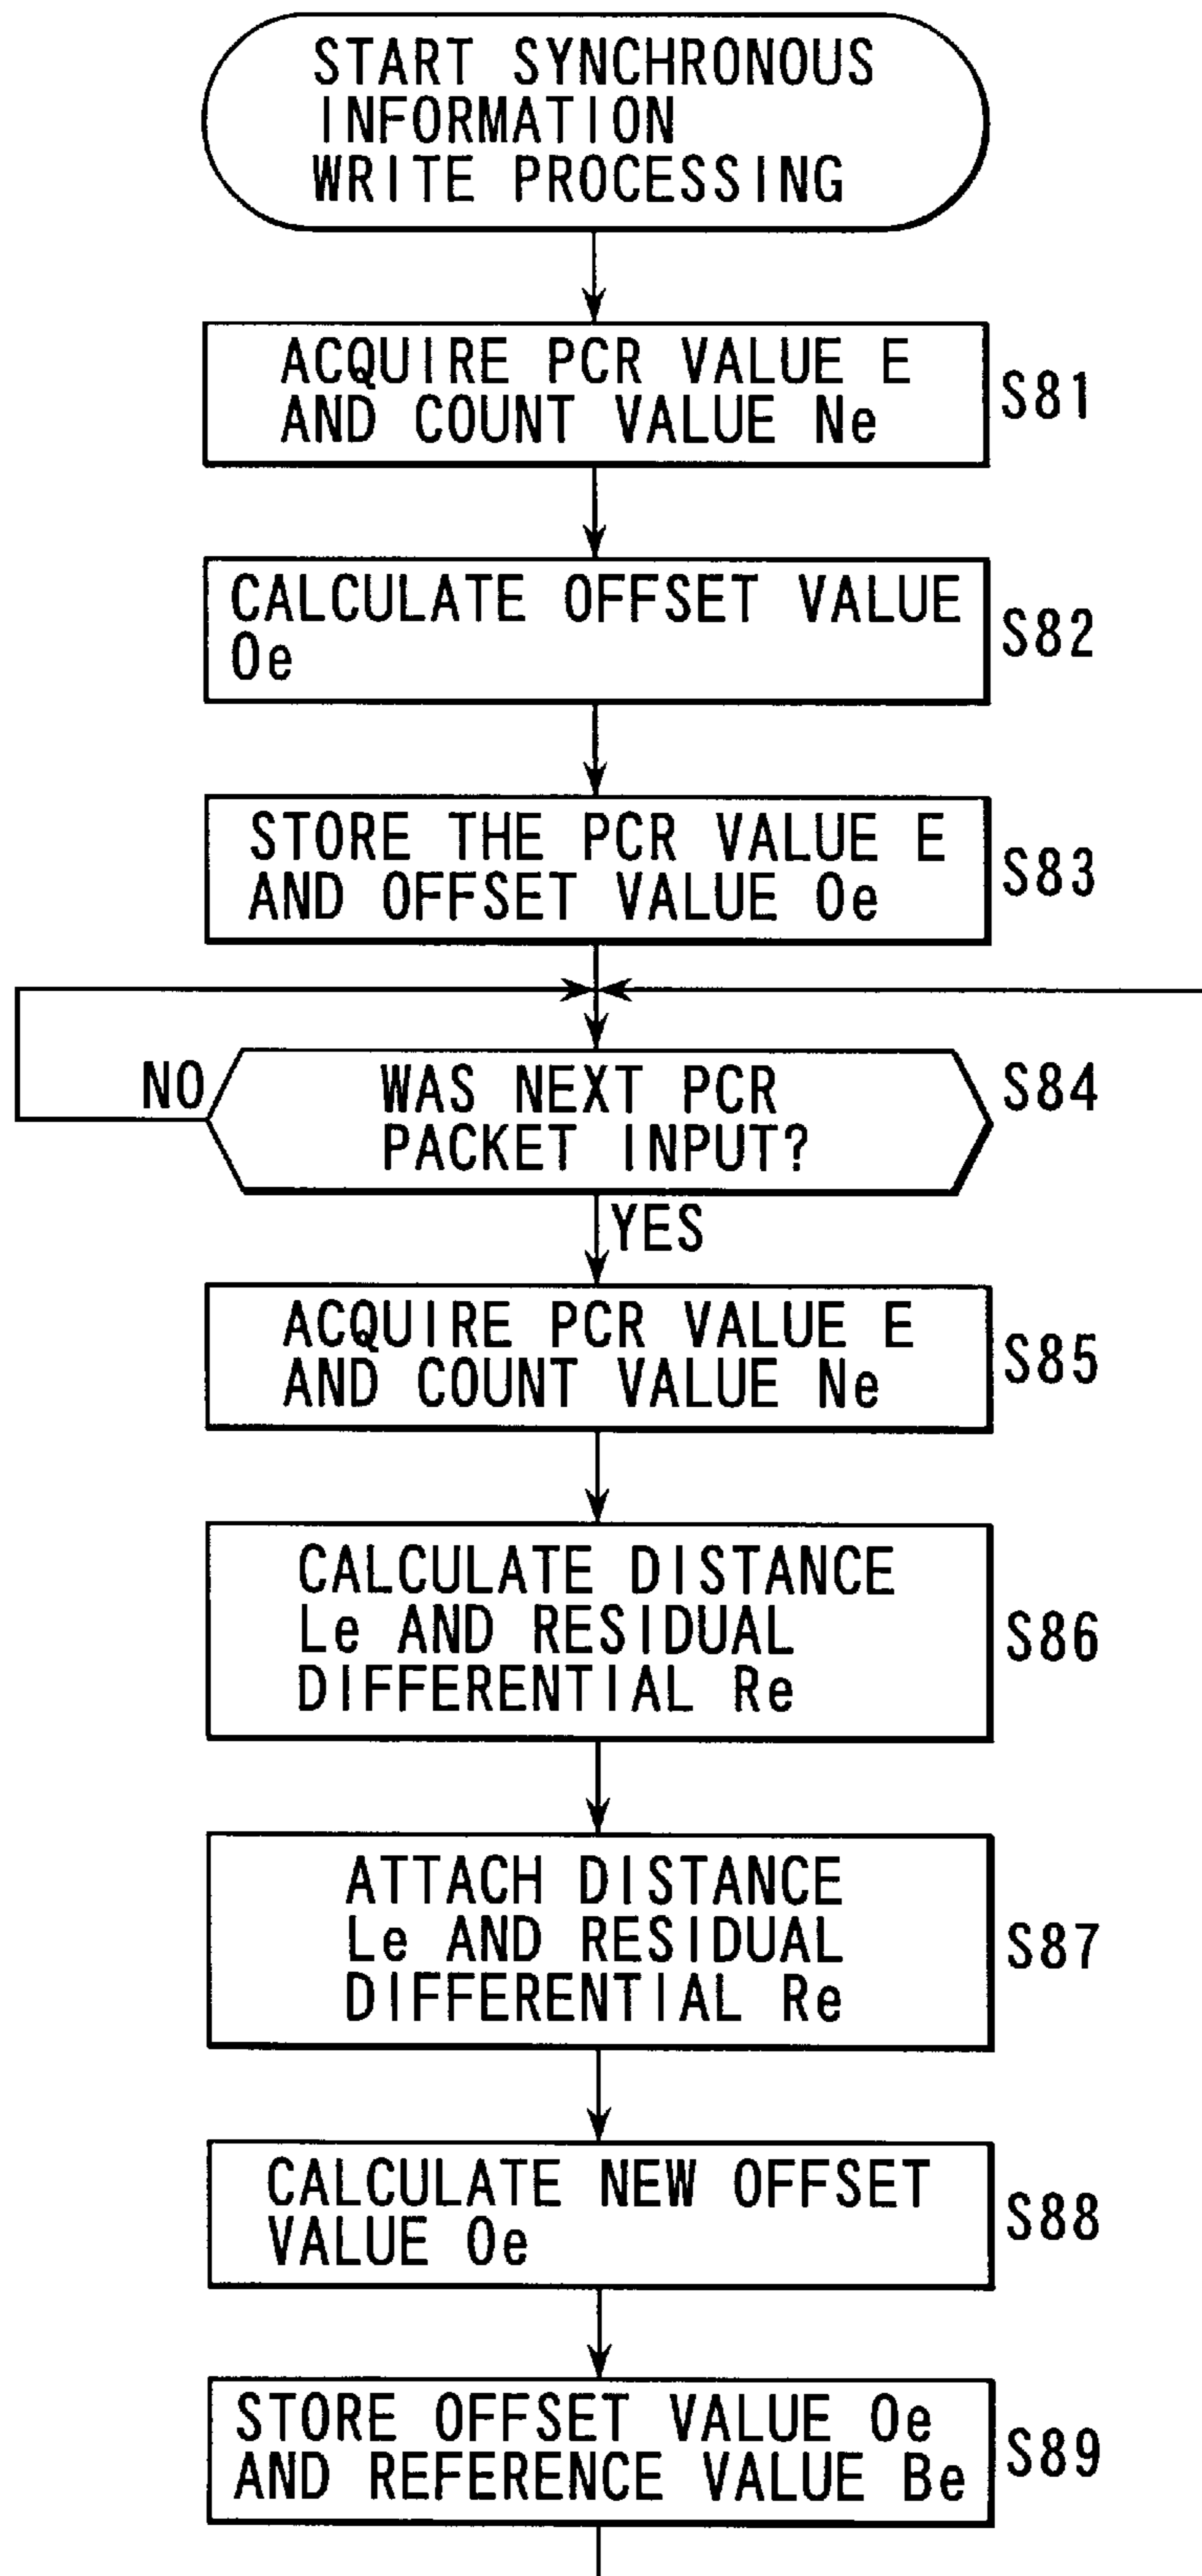 START SYNCHRONOUS
INFORMATION
WRITE PROCESSING
ACQUIRE PCR VALUE E
AND COUNT VALUE Ne
S81
CALCULATE OFFSET VALUE
Oe
S82
STORE THE PCR VALUE E
AND OFFSET VALUE Oe
S83
NO
WAS NEXT PCR
PACKET INPUT?
S84
YES
ACQUIRE PCR VALUE E
AND COUNT VALUE Ne
S85
CALCULATE DISTANCE
Le AND RESIDUAL
DIFFERENTIAL Re
S86
ATTACH DISTANCE
Le AND RESIDUAL
DIFFERENTIAL Re
S87
CALCULATE NEW OFFSET
VALUE Oe
S88
STORE OFFSET VALUE Oe
AND REFERENCE VALUE Be
S89